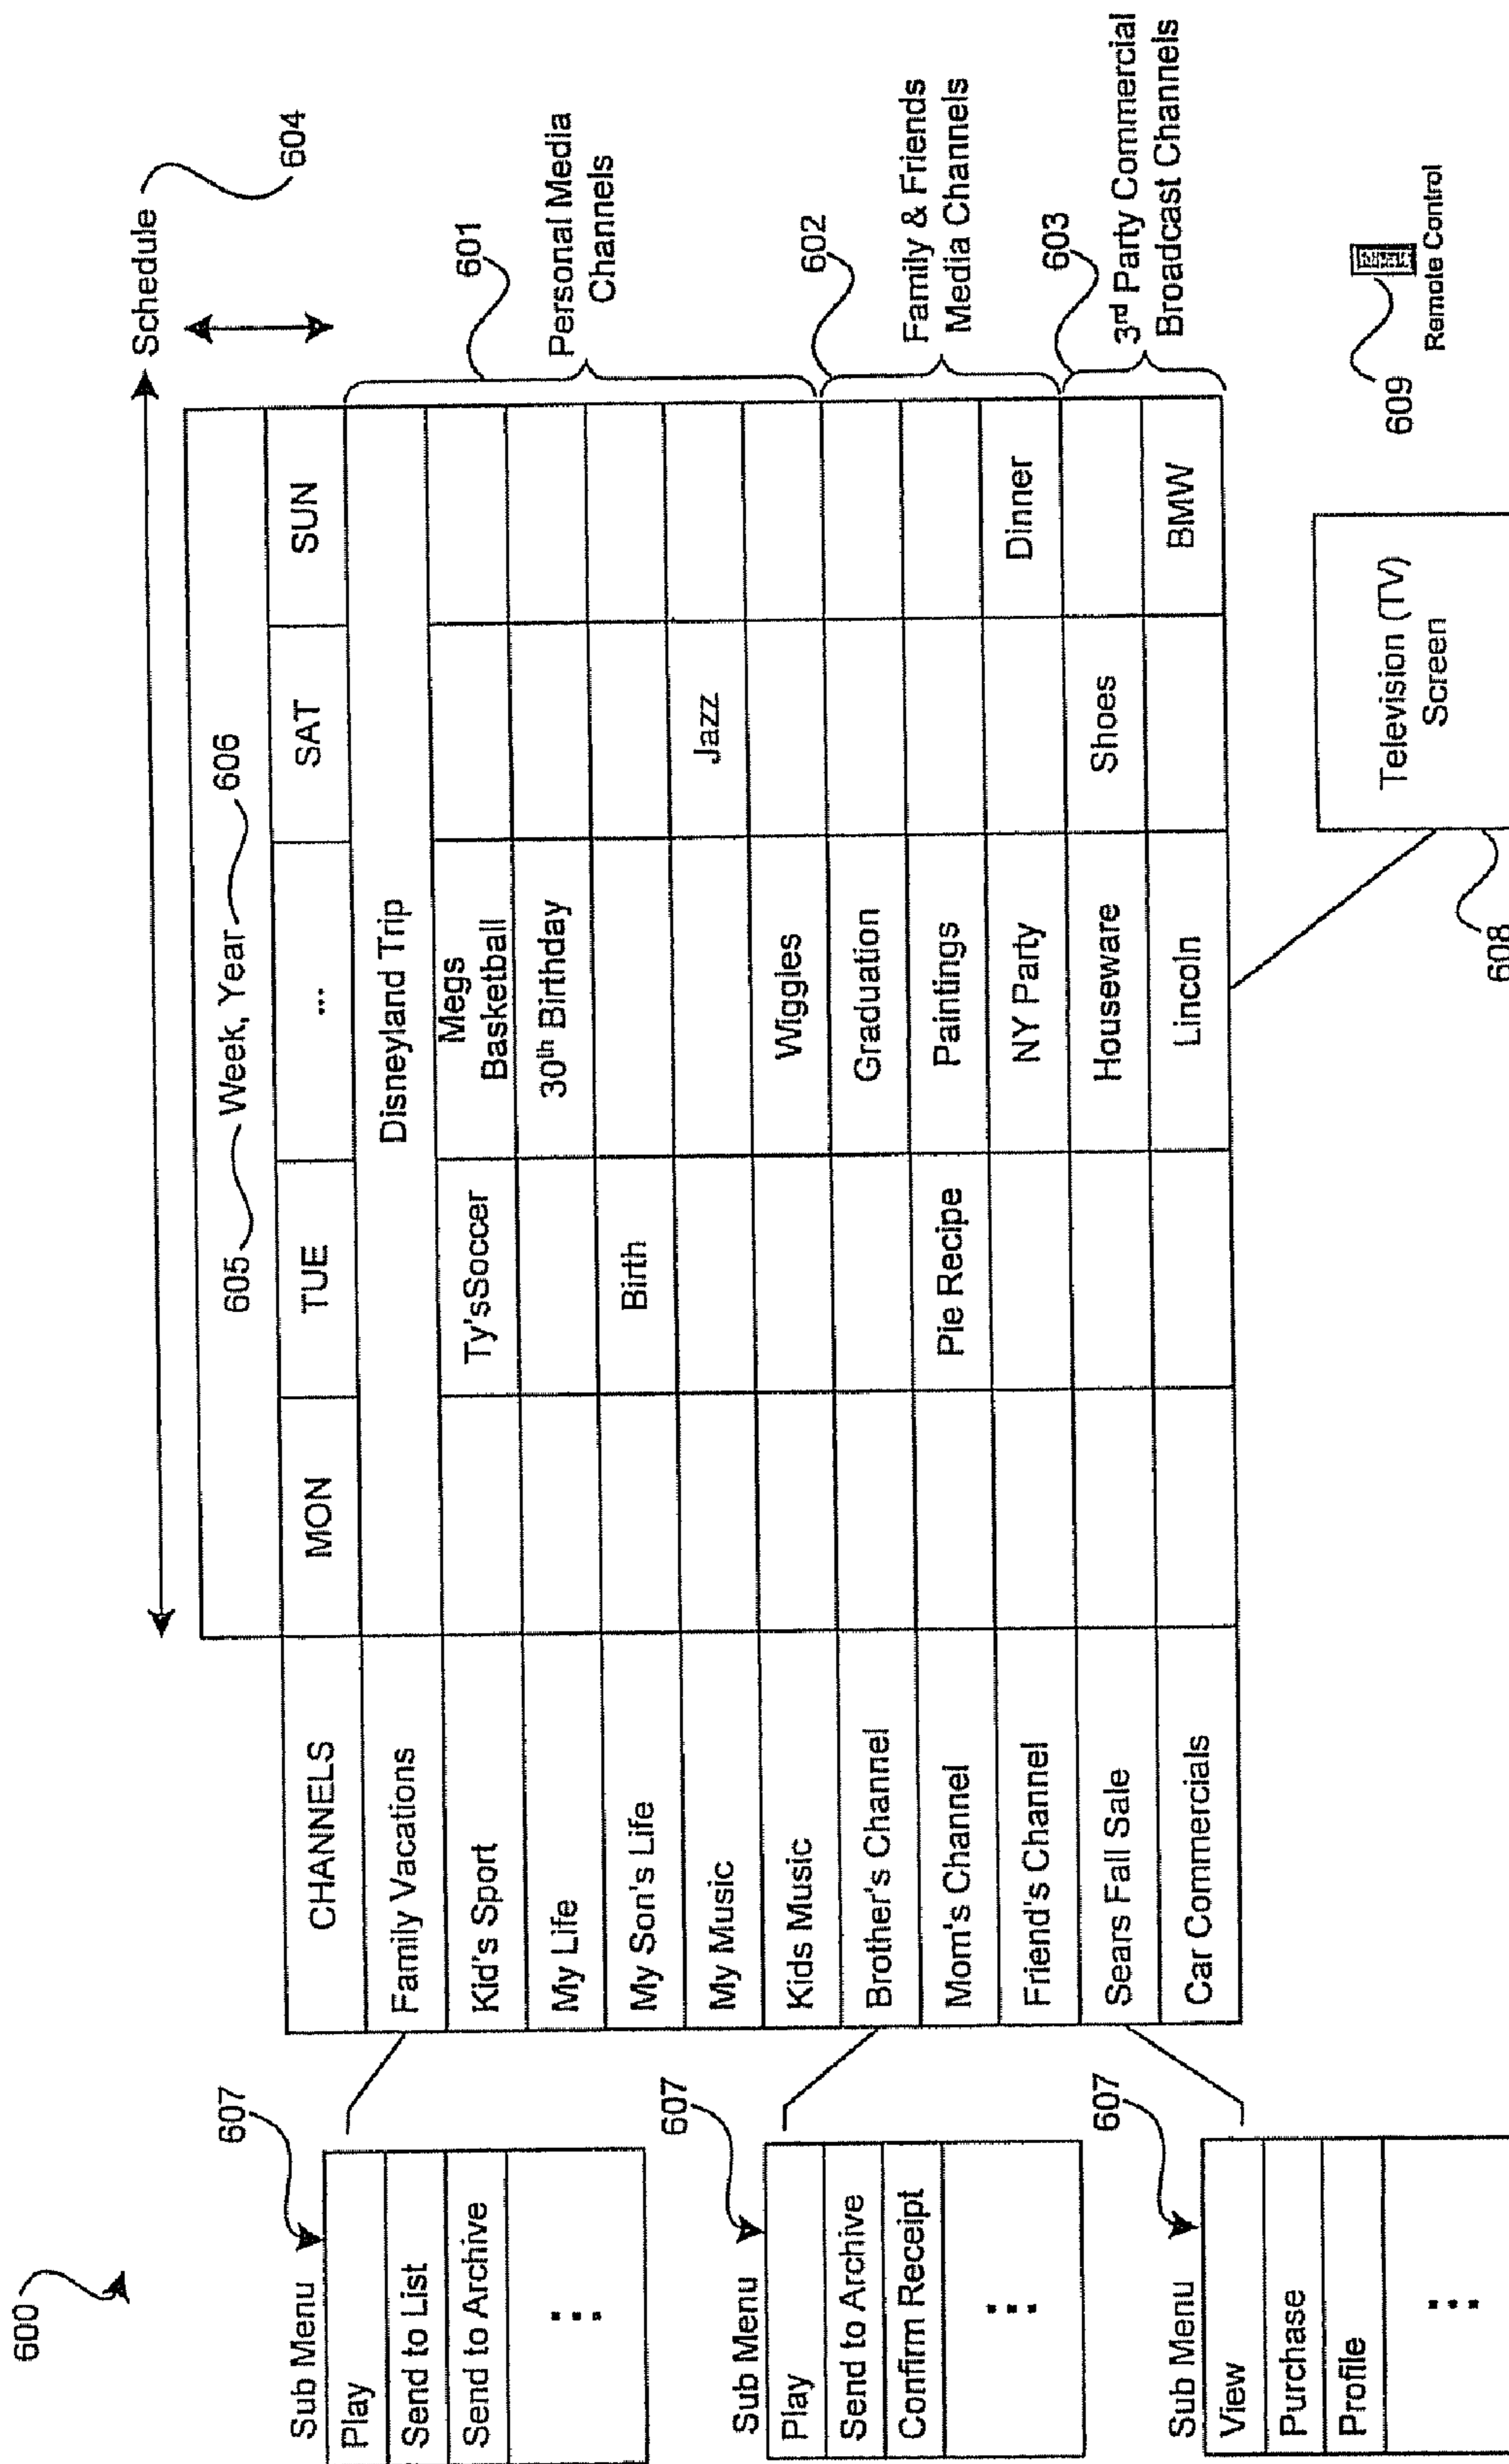 600
Schedule
604
605 Week, Year 606
CHANNELS MON TUE ... SAT SUN
Family Vacations Disneyland Trip
Kid's Sport Ty'sSoccer Megs Basketball
My Life 30th Birthday
My Son's Life Birth
My Music Jazz
Kids Music Wiggles
Brother's Channel Graduation
Mom's Channel Pie Recipe Paintings
Friend's Channel NY Party Dinner
Sears Fall Sale Houseware Shoes
Car Commercials Lincoln BMW
601
Personal Media
Channels
602
Family & Friends
Media Channels
603
3rd Party Commercial
Broadcast Channels
607
Sub Menu
Play
Send to List
Send to Archive
...
607
Sub Menu
Play
Send to Archive
Confirm Receipt
...
607
Sub Menu
View
Purchase
Profile
...
Television (TV)
Screen
608
609
Remote Control